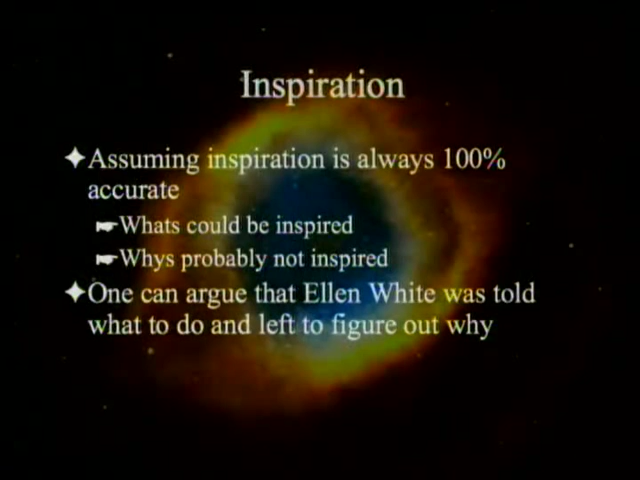 Inspiration
Assuming inspiration is always 100%
accurate
Whats could be inspired
Whys probably not inspired
One can argue that Ellen White was told
what to do and left to figure out why